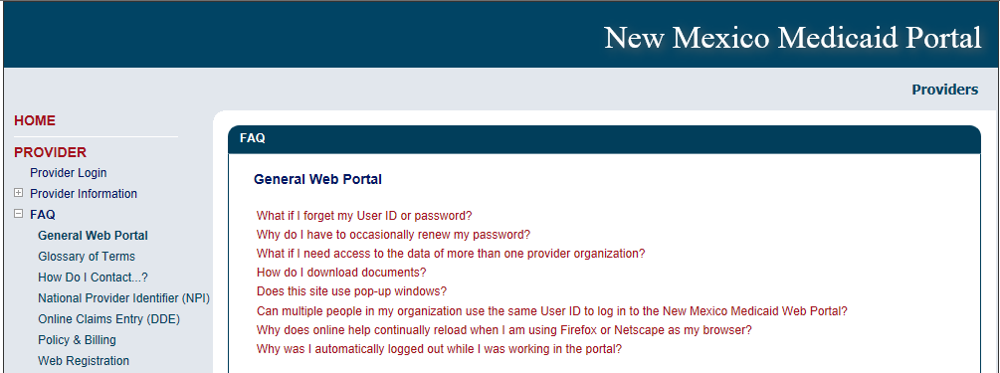 New Mexico Medicaid Portal
Providers
HOME
PROVIDER
Provider Login
Provider Information
FAQ
General Web Portal
Glossary of Terms
How Do I Contact...?
National Provider Identifier (NPI)
Online Claims Entry (DDE)
Policy & Billing
Web Registration
FAQ
General Web Portal
What if I forget my User ID or password?
Why do I have to occasionally renew my password?
What if I need access to the data of more than one provider organization?
How do I download documents?
Does this site use pop-up windows?
Can multiple people in my organization use the same User ID to log in to the New Mexico Medicaid Web Portal?
Why does online help continually reload when I am using Firefox or Netscape as my browser?
Why was I automatically logged out while I was working in the portal?